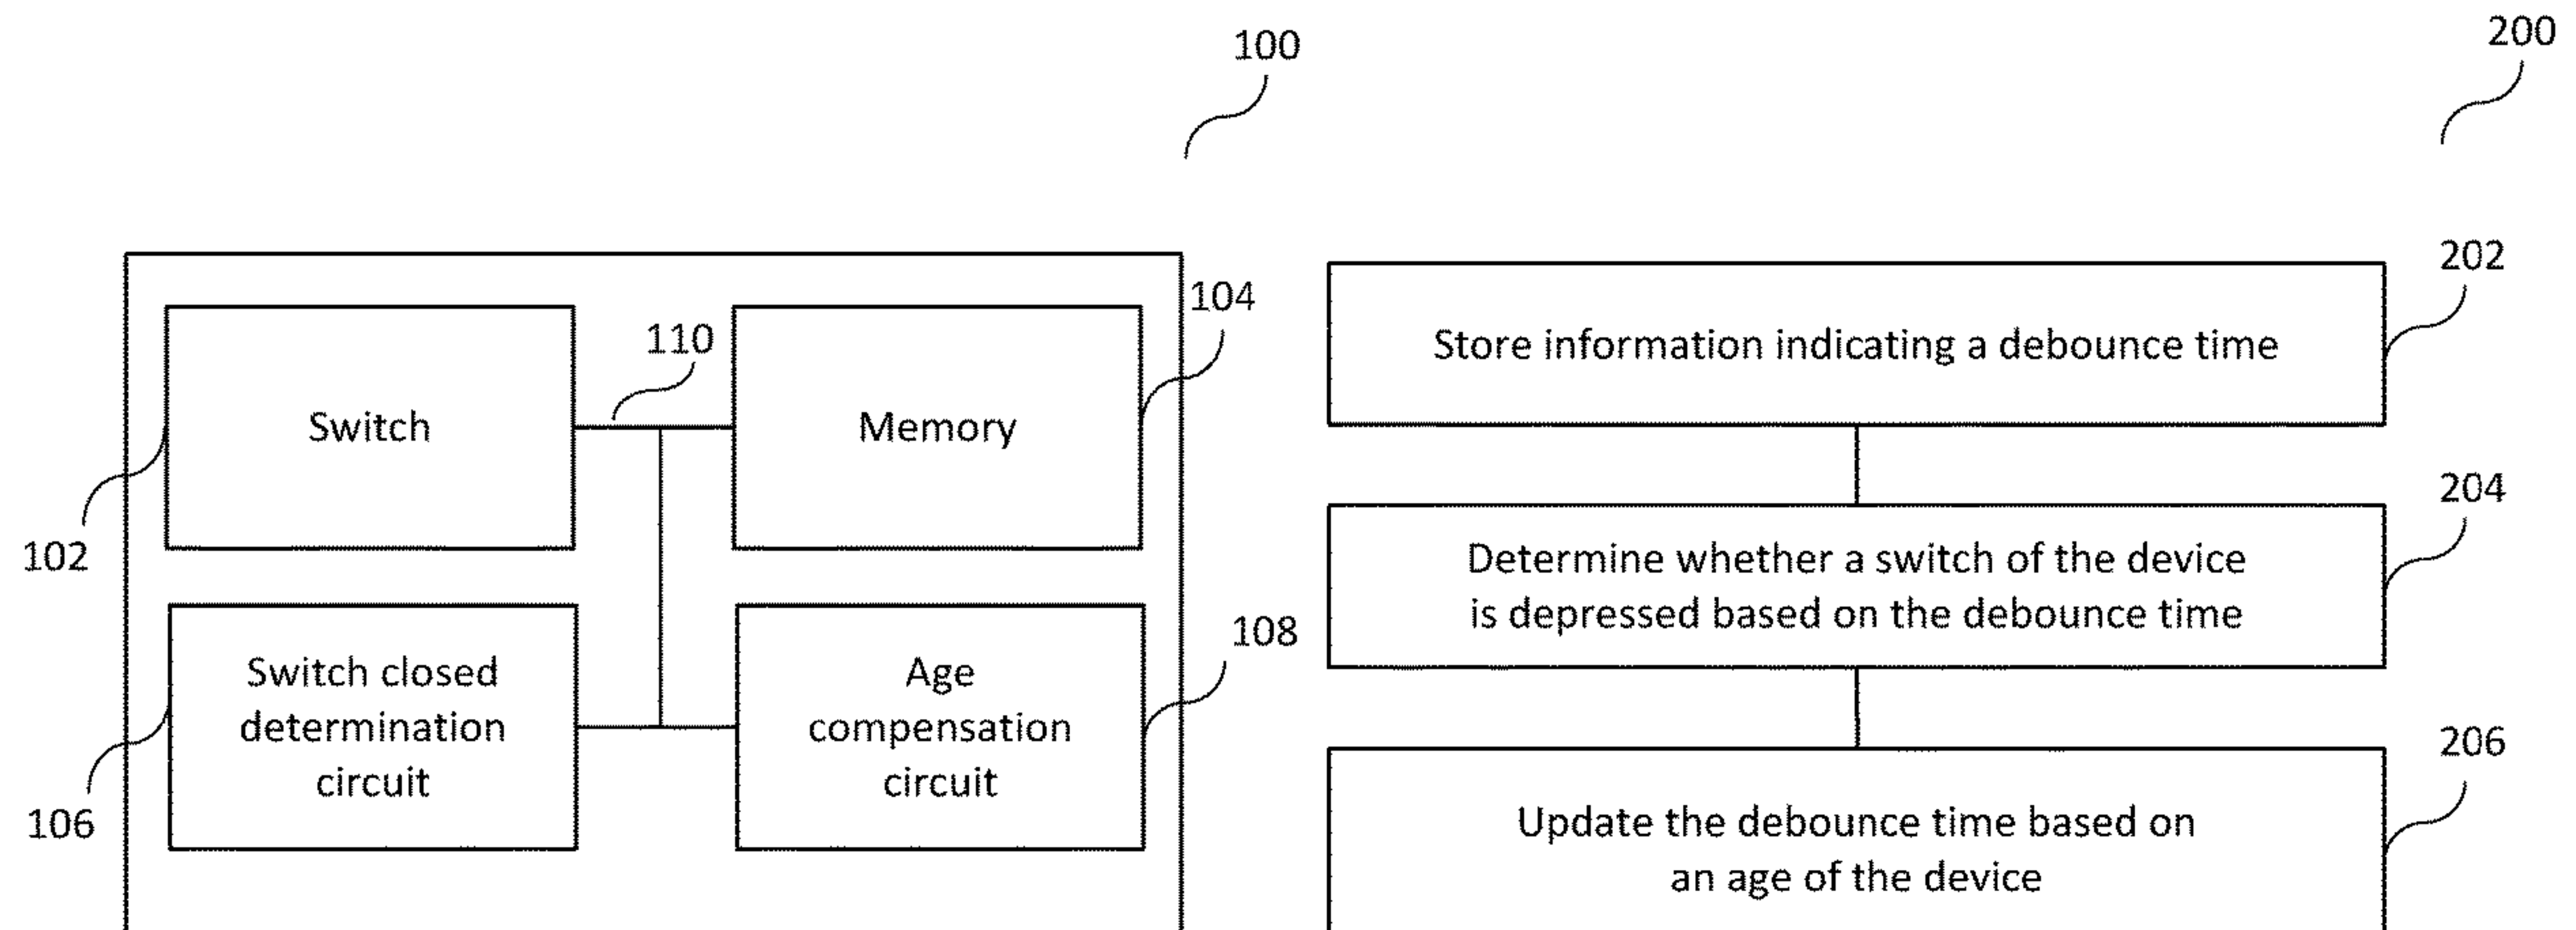 100
200
104
110
Switch
Memory
102
Switch closed
determination
circuit
Age
compensation
circuit
108
106
202
Store information indicating a debounce time
204
Determine whether a switch of the device
is depressed based on the debounce time
206
Update the debounce time based on
an age of the device